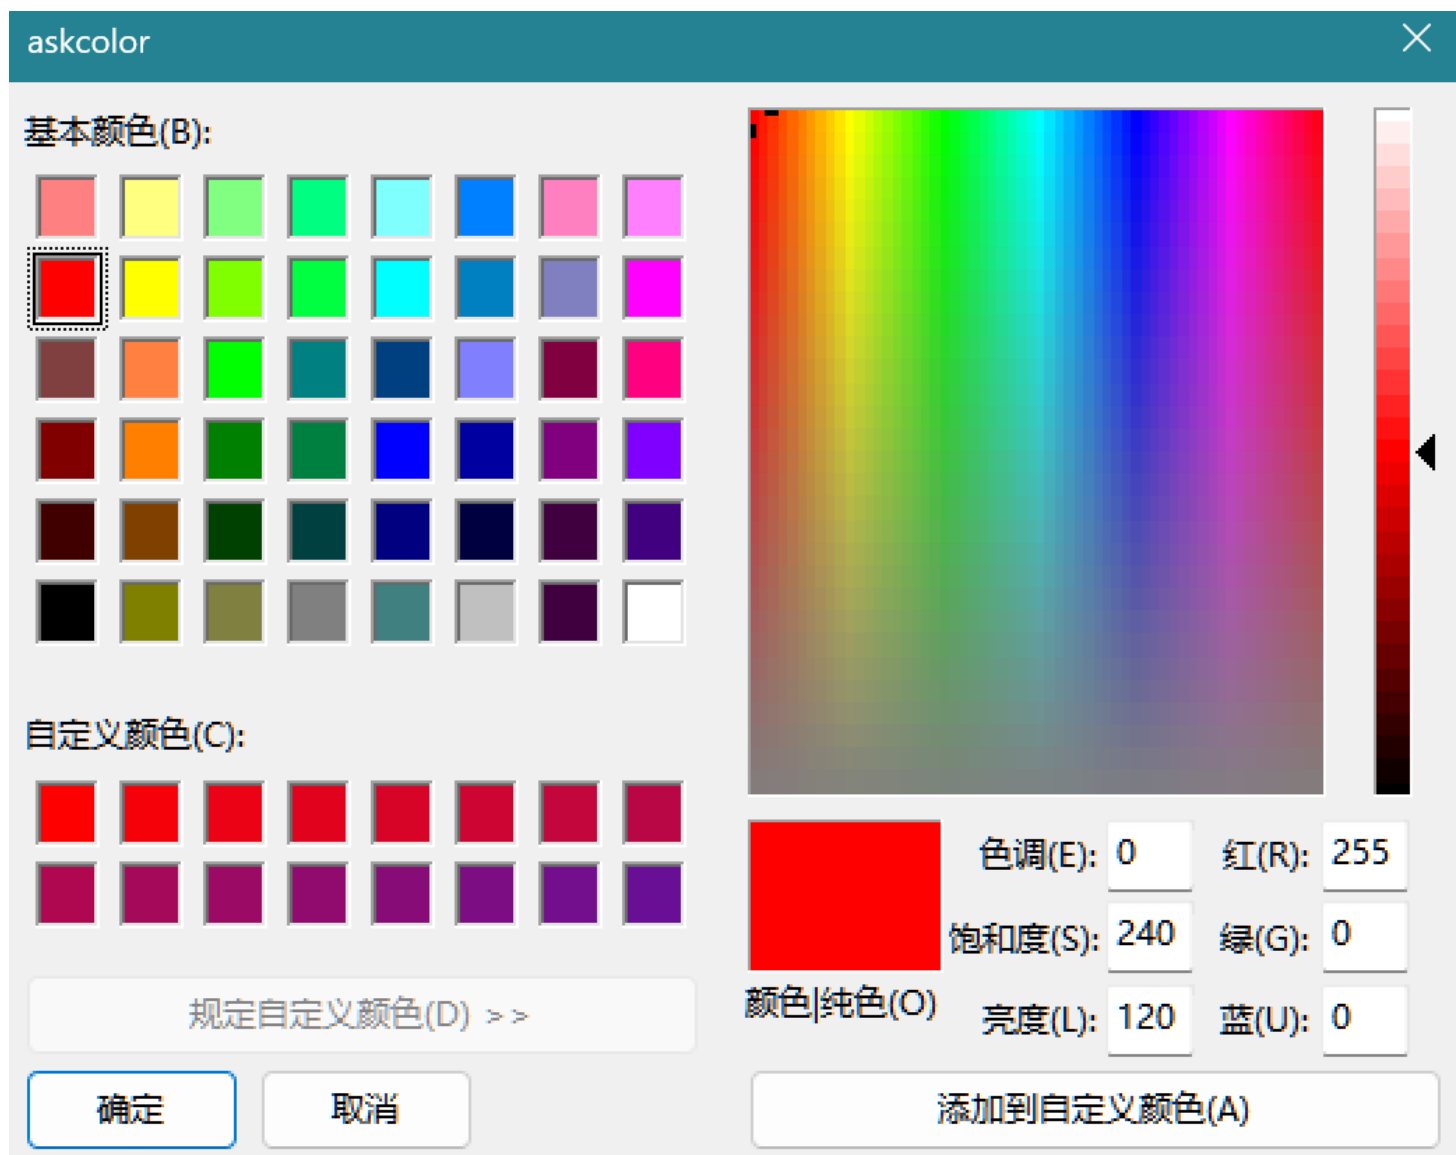 askcolor
基本颜色(B):
自定义颜色(C):
规定自定义颜色(D) >>
确定
取消
颜色|纯色(O)
色调(E): 0
红(R): 255
饱和度(S): 240
绿(G): 0
亮度(L): 120
蓝(U): 0
添加到自定义颜色(A)